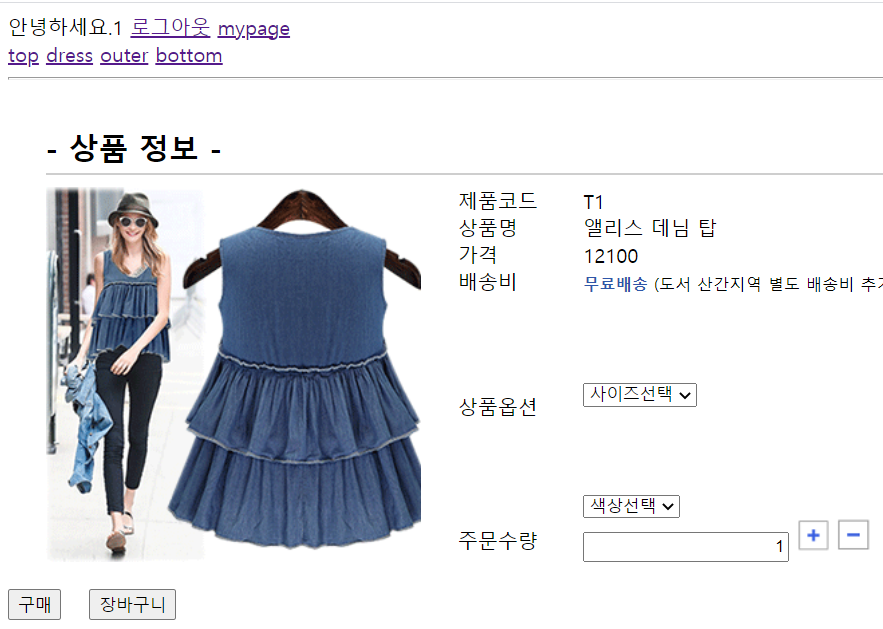 안녕하세요.1 로그아웃 mypage
top dress outer bottom
- 상품 정보 -
제품코드 T1
상품명 앨리스 데님 탑
가격 12100
배송비 무료배송 (도서 산간지역 별도 배송비 추가
상품옵션 사이즈선택
색상선택
주문수량 1 + −
구매 장바구니